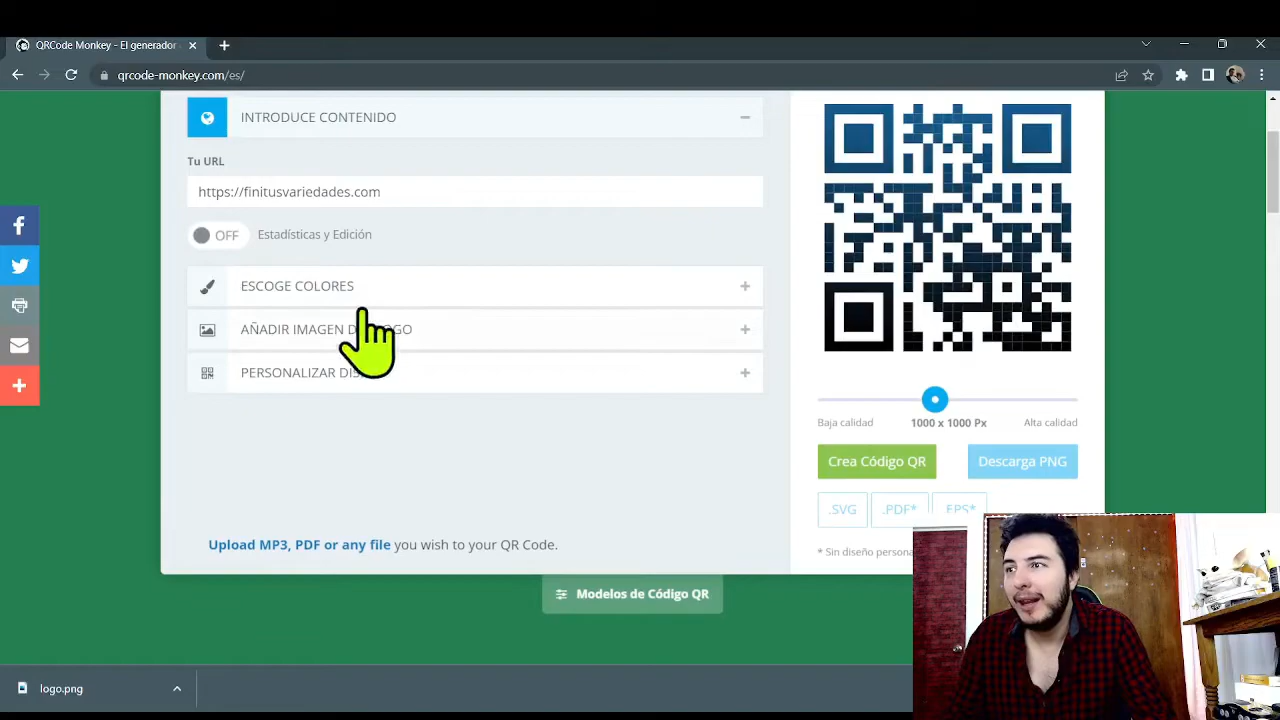 QRCode Monkey - El generador
qrcode-monkey.com/es/
INTRODUCE CONTENIDO
Tu URL
https://finitusvariedades.com
OFF Estadísticas y Edición
ESCOGE COLORES
AÑADIR IMAGEN
PERSONALIZAR
Baja calidad 1000 x 1000 Px Alta calidad
Crea Código QR Descarga PNG
.SVG .PDF* .EPS*
* Sin diseño
Upload MP3, PDF or any file you wish to your QR Code.
Modelos de Código QR
logo.png